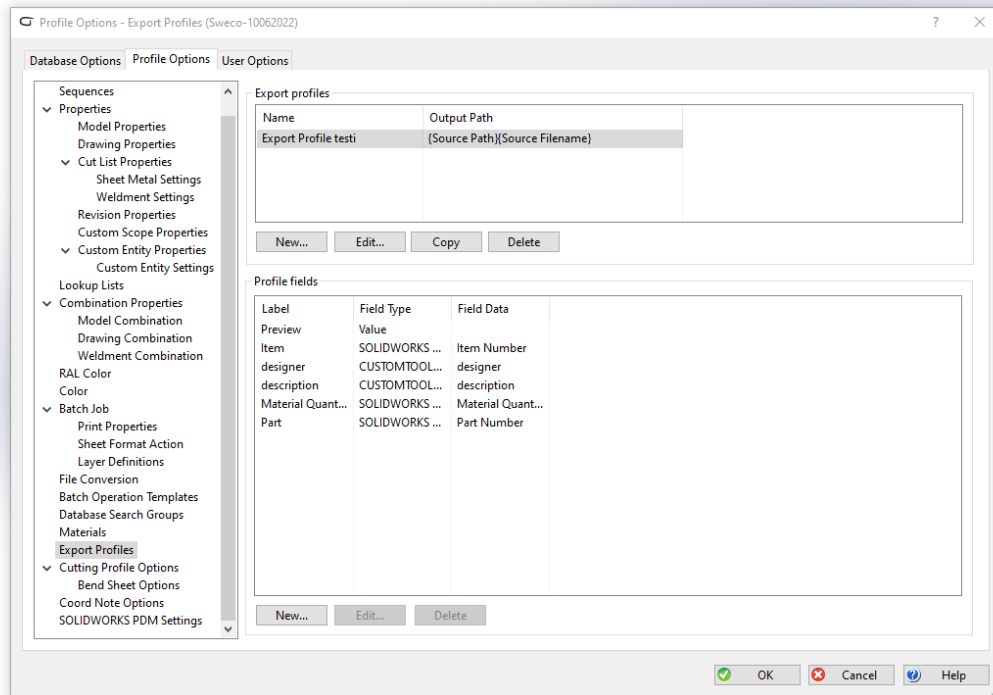 Profile Options - Export Profiles (Sweco-10062022)
?
Database Options
Profile Options
User Options
Sequences
Properties
Model Properties
Drawing Properties
Cut List Properties
Sheet Metal Settings
Weldment Settings
Revision Properties
Custom Scope Properties
Custom Entity Properties
Custom Entity Settings
Lookup Lists
Combination Properties
Model Combination
Drawing Combination
Weldment Combination
RAL Color
Color
Batch Job
Print Properties
Sheet Format Action
Layer Definitions
File Conversion
Batch Operation Templates
Database Search Groups
Materials
Export Profiles
Cutting Profile Options
Bend Sheet Options
Coord Note Options
SOLIDWORKS PDM Settings
Export profiles
Name Output Path
Export Profile testi {Source Path}{Source Filename}
New... Edit... Copy Delete
Profile fields
Label Field Type Field Data
Preview Value
Item SOLIDWORKS ... Item Number
designer CUSTOMTOOL... designer
description CUSTOMTOOL... description
Material Quant... SOLIDWORKS ... Material Quant...
Part SOLIDWORKS ... Part Number
New... Edit... Delete
OK Cancel Help